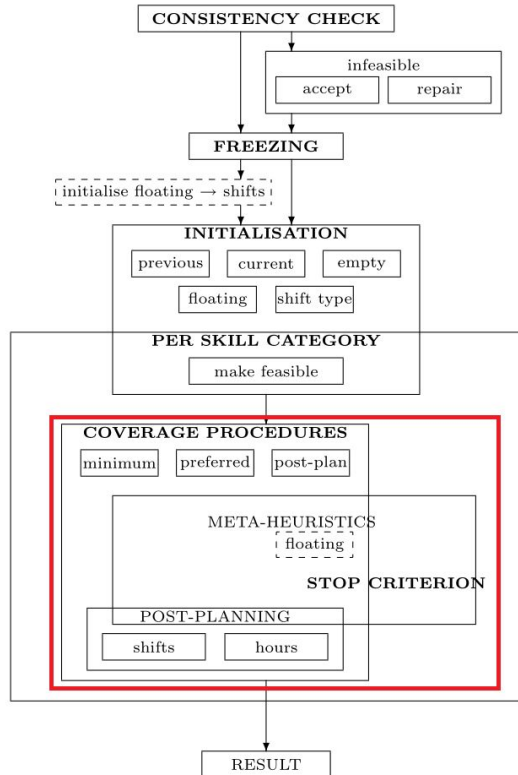 CONSISTENCY CHECK
infeasible
accept repair
FREEZING
initialise floating → shifts
INITIALISATION
previous current empty
floating shift type
PER SKILL CATEGORY
make feasible
COVERAGE PROCEDURES
minimum preferred post-plan
META-HEURISTICS
floating
STOP CRITERION
POST-PLANNING
shifts hours
RESULT